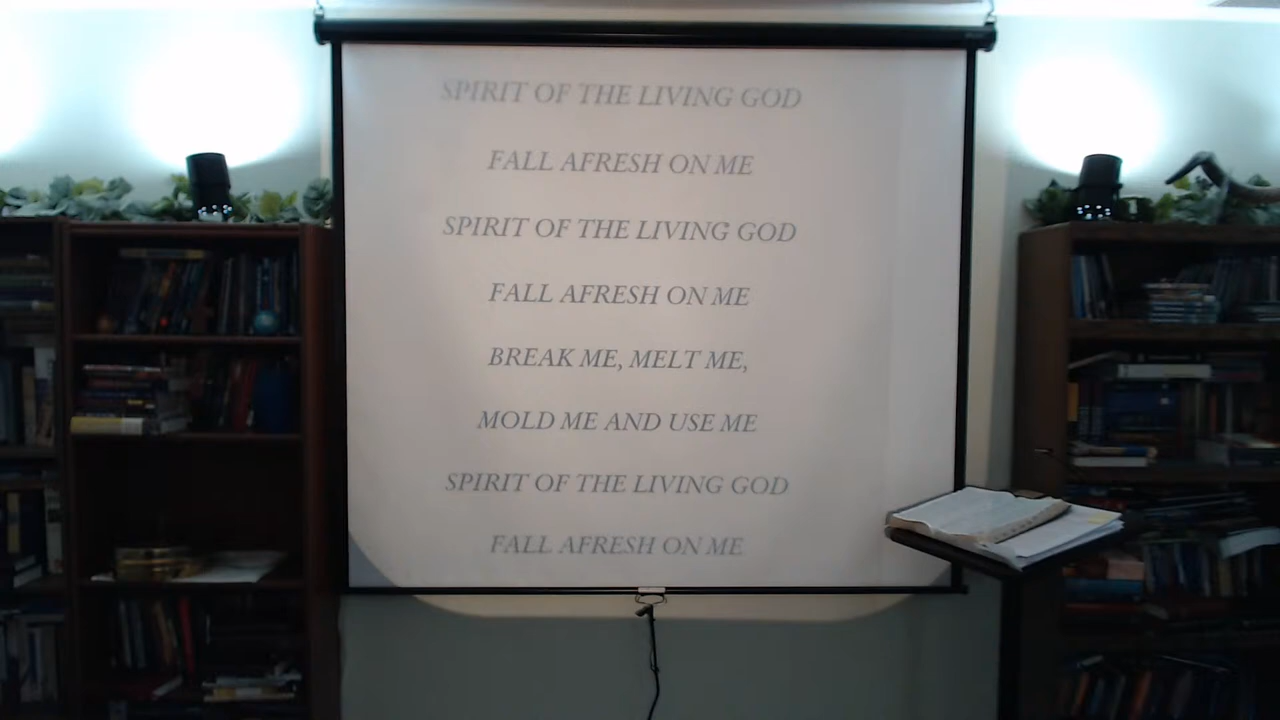 SPIRIT OF THE LIVING GOD
FALL AFRESH ON ME
SPIRIT OF THE LIVING GOD
FALL AFRESH ON ME
BREAK ME, MELT ME,
MOLD ME AND USE ME
SPIRIT OF THE LIVING GOD
FALL AFRESH ON ME